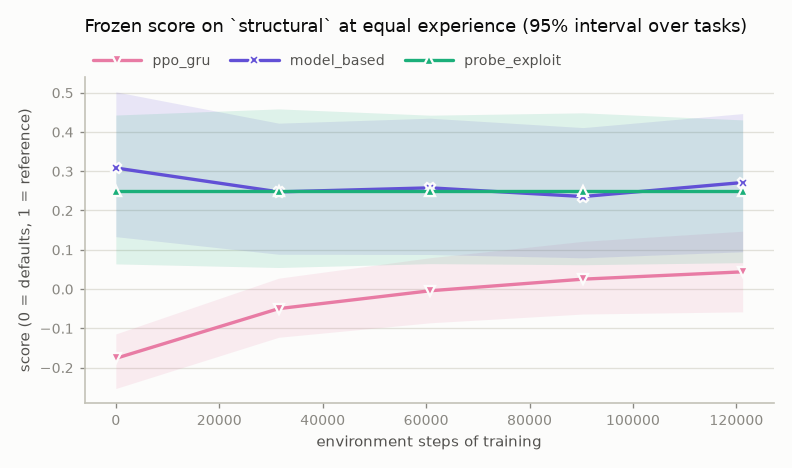 Frozen score on `structural` at equal experience (95% interval over tasks)
ppo_gru model_based probe_exploit
score (0 = defaults, 1 = reference)
0.5
0.4
0.3
0.2
0.1
0.0
−0.1
−0.2
0 20000 40000 60000 80000 100000 120000
environment steps of training